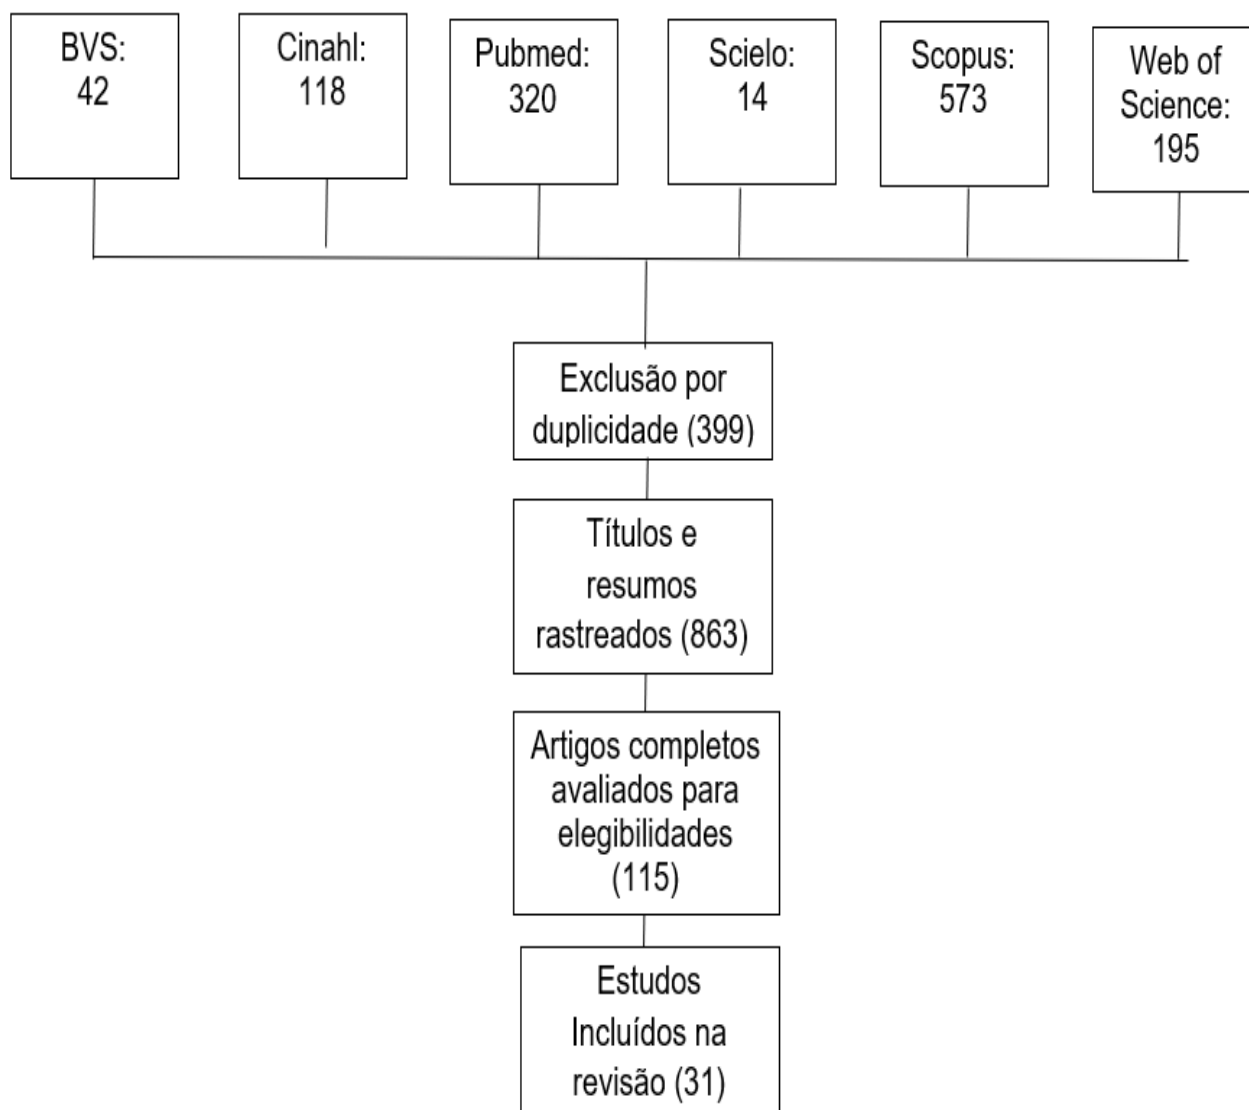 BVS:
42
Cinahl:
118
Pubmed:
320
Scielo:
14
Scopus:
573
Web of
Science:
195
Exclusão por
duplicidade (399)
Títulos e
resumos
rastreados (863)
Artigos completos
avaliados para
elegibilidades
(115)
Estudos
Incluídos na
revisão (31)